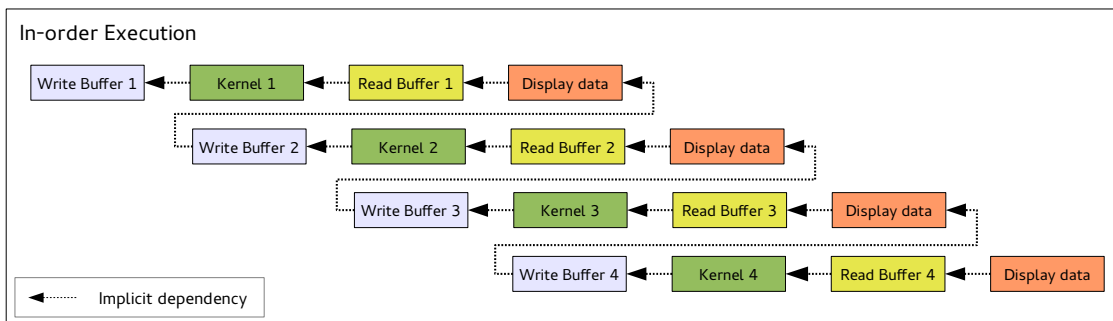 In-order Execution
Write Buffer 1 Kernel 1 Read Buffer 1 Display data
Write Buffer 2 Kernel 2 Read Buffer 2 Display data
Write Buffer 3 Kernel 3 Read Buffer 3 Display data
Write Buffer 4 Kernel 4 Read Buffer 4 Display data
Implicit dependency